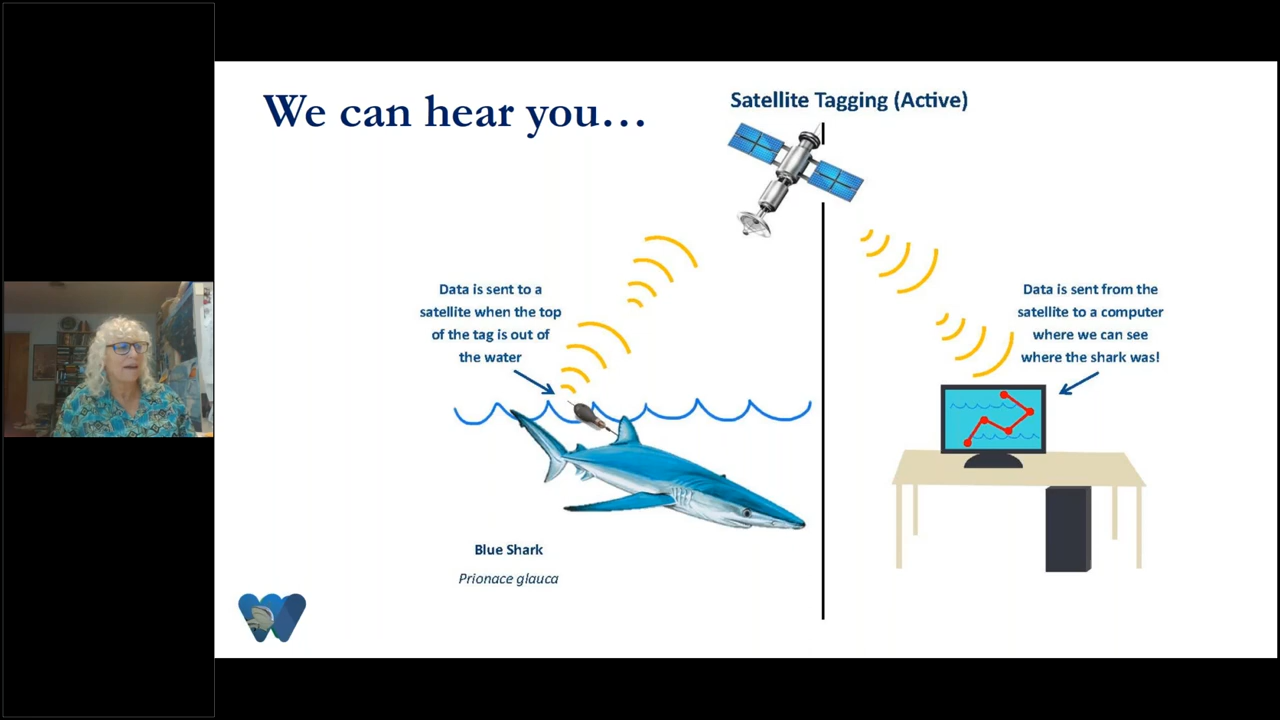 We can hear you...
Satellite Tagging (Active)
Data is sent to a
satellite when the top
of the tag is out of
the water
Data is sent from the
satellite to a computer
where we can see
where the shark was!
Blue Shark
Prionace glauca
W